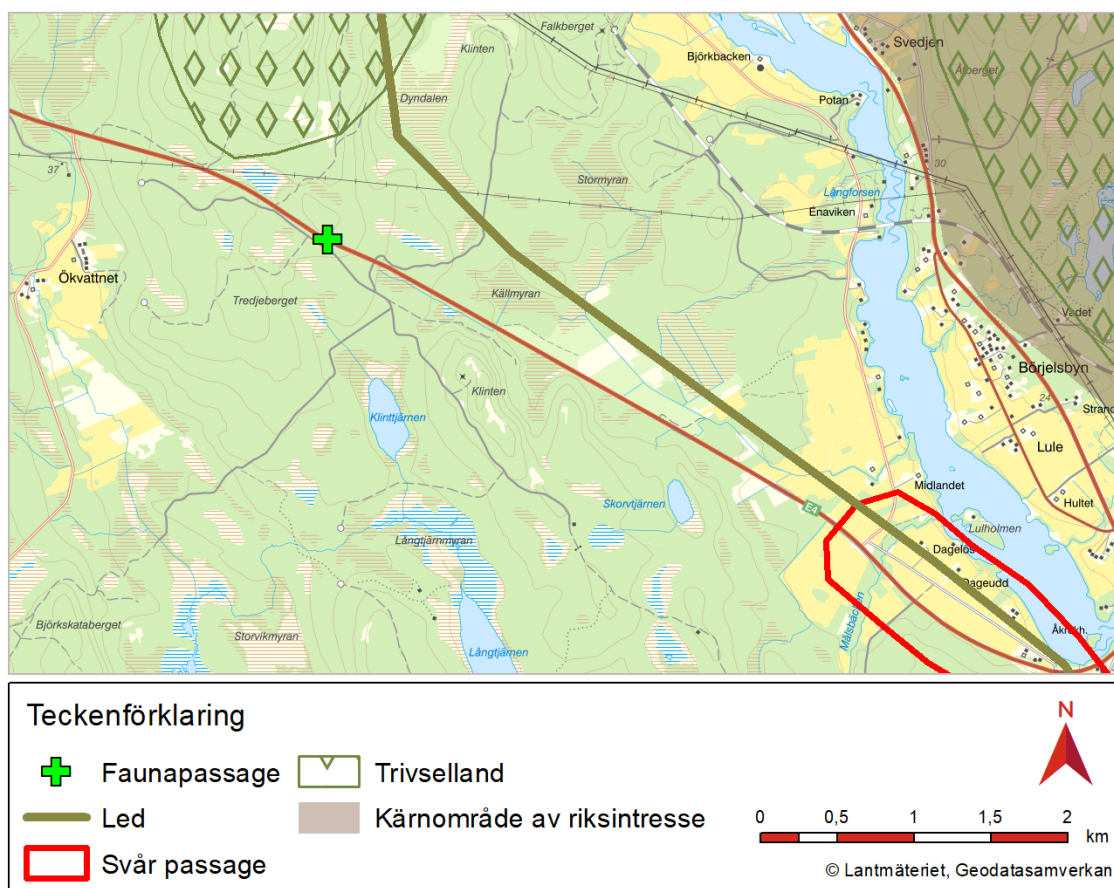 Falkberget
Klinten
Björkbacken
Svedjen
Åberget
Dyndalen
Potan
37
30
Stormyran
Långforsen
Enaviken
Ökvattnet
Tredjeberget
Källmyran
Vadet
Börjelsbyn
Klinten
24
Strand
Klinttjärnen
Lule
Midlandet
Hultet
Skorvtjärnen
E4
Lulholmen
Långtjärnmyran
Dagelös
Dageudd
Målsbäcken
Björkskataberget
Storvikmyran
Långtjärnen
Teckenförklaring
Faunapassage
Trivselland
Led
Kärnområde av riksintresse
Svår passage
N
0 0,5 1 1,5 2
km
© Lantmäteriet, Geodatasamverkan